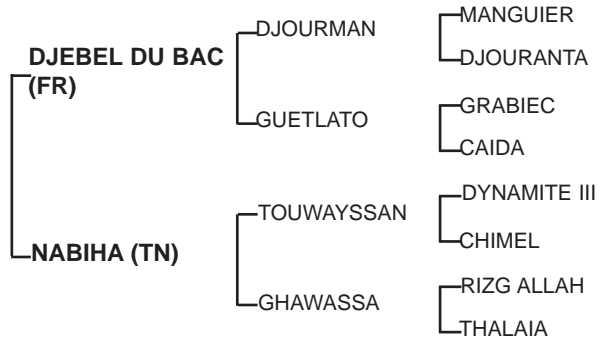 MANGUIER
DJOURMAN
DJEBEL DU BAC
(FR)
DJOURANTA
GRABIEC
GUETLATO
CAIDA
DYNAMITE III
TOUWAYSSAN
CHIMEL
NABIHA (TN)
RIZG ALLAH
GHAWASSA
THALAIA